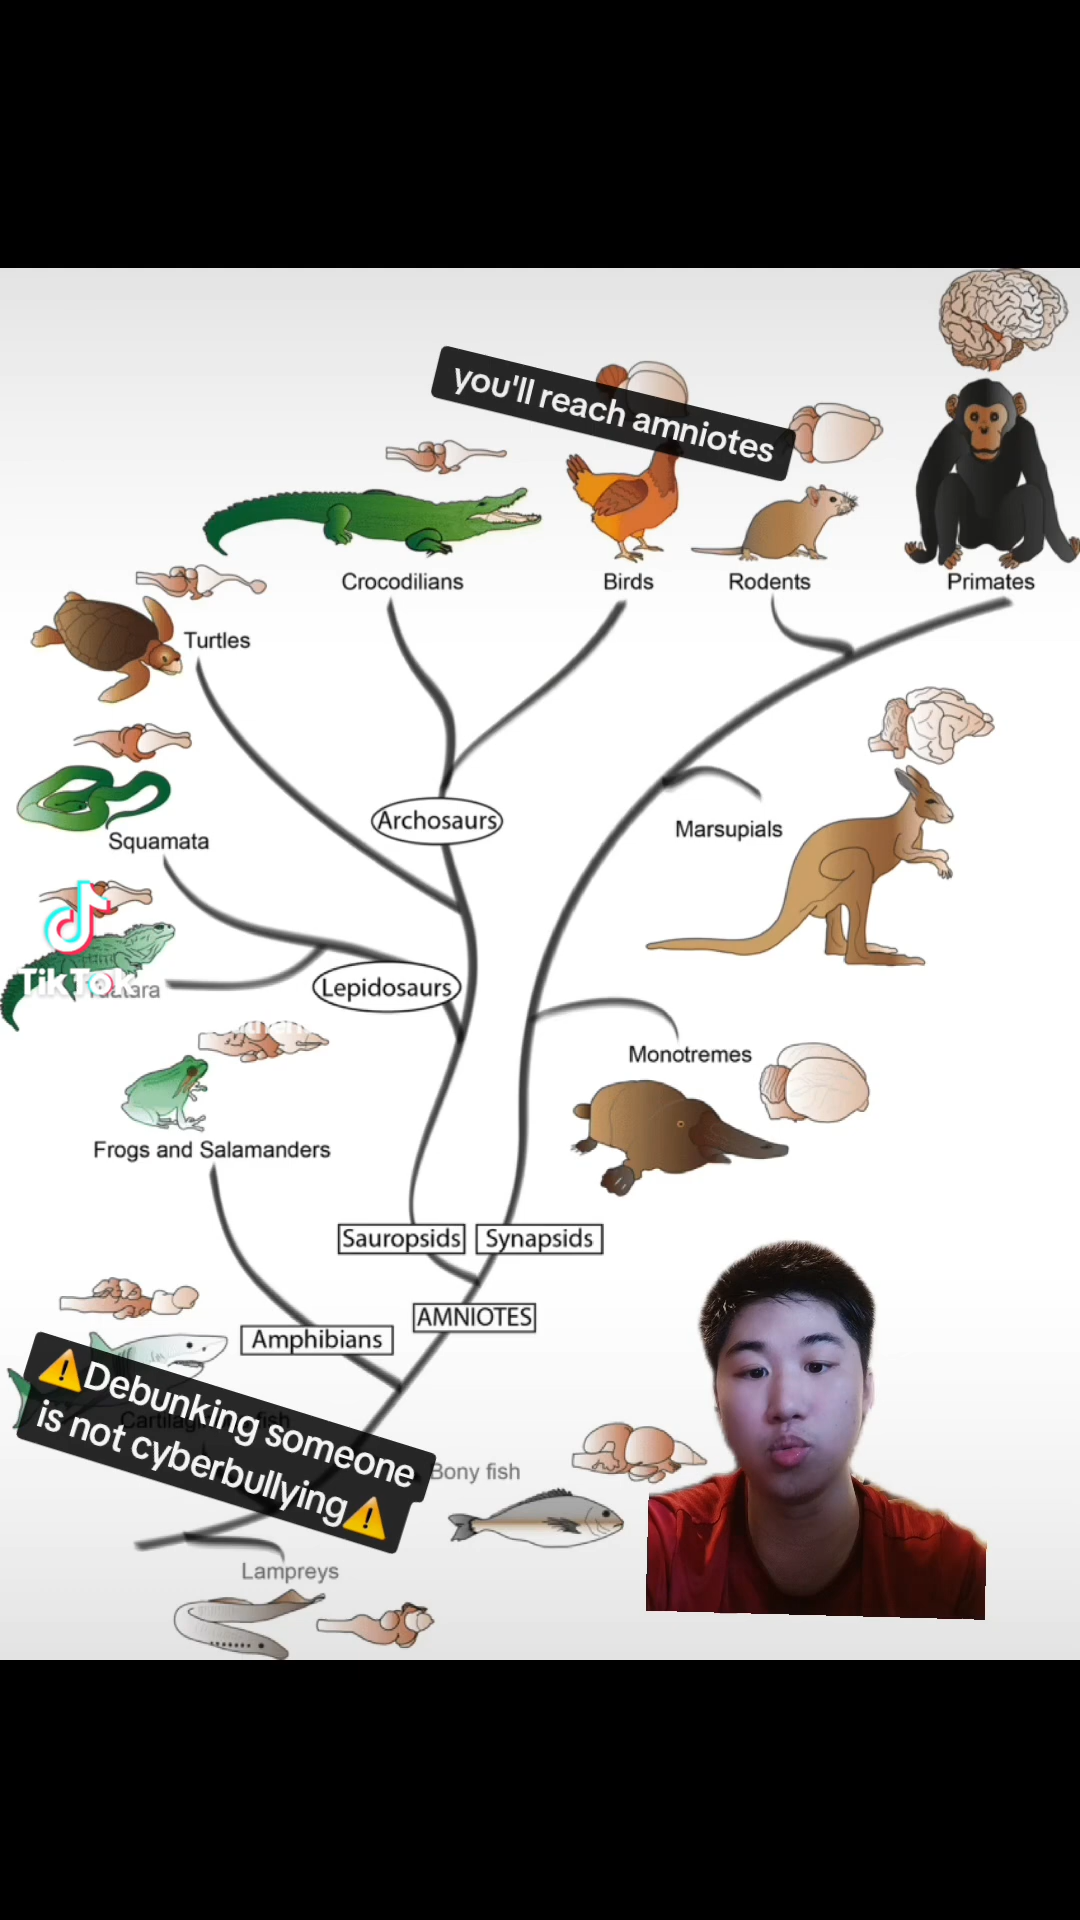 you'll reach amniotes
Crocodilians
Birds
Rodents
Primates
Turtles
Archosaurs
Marsupials
Squamata
TikTok
Lepidosaurs
Monotremes
Frogs and Salamanders
Sauropsids
Synapsids
AMNIOTES
Amphibians
⚠️Debunking someone
is not cyberbullying⚠️
Bony fish
Lampreys